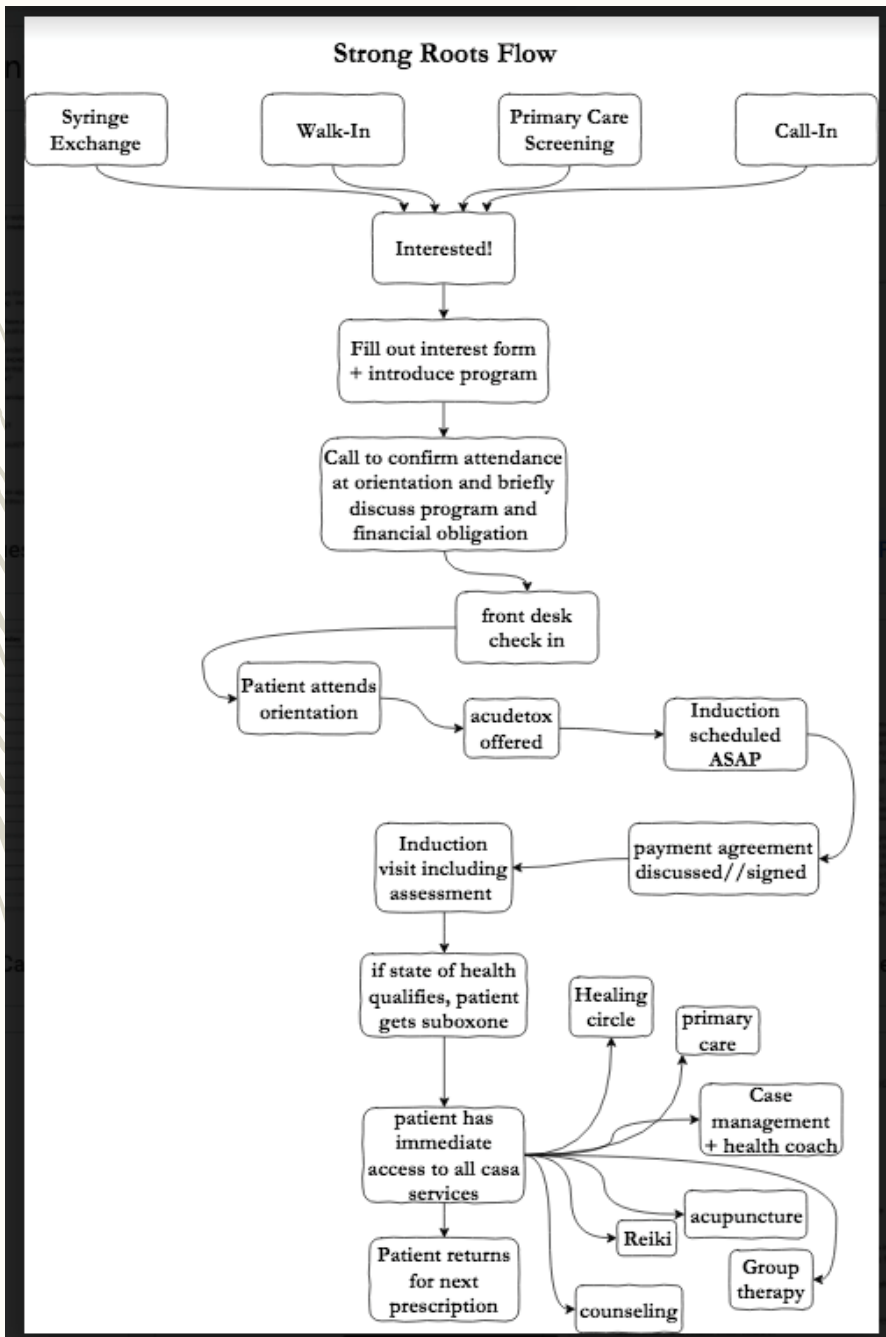 Strong Roots Flow
Syringe
Exchange
Walk-In
Primary Care
Screening
Call-In
Interested!
Fill out interest form
+ introduce program
Call to confirm attendance
at orientation and briefly
discuss program and
financial obligation
front desk
check in
Patient attends
orientation
acudetox
offered
Induction
scheduled
ASAP
payment agreement
discussed//signed
Induction
visit including
assessment
if state of health
qualifies, patient
gets suboxone
Healing
circle
primary
care
Case
management
+ health coach
patient has
immediate
access to all casa
services
acupuncture
Reiki
Group
therapy
Patient returns
for next
prescription
counseling